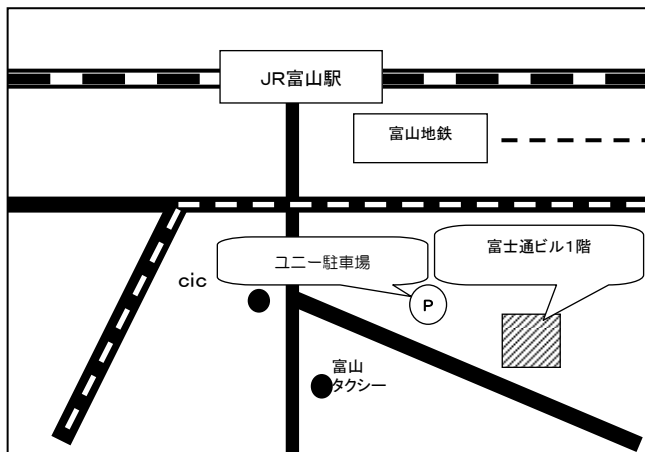 JR富山駅
富山地鉄
ユニー駐車場
富士通ビル1階
cic
P
富山
タクシー